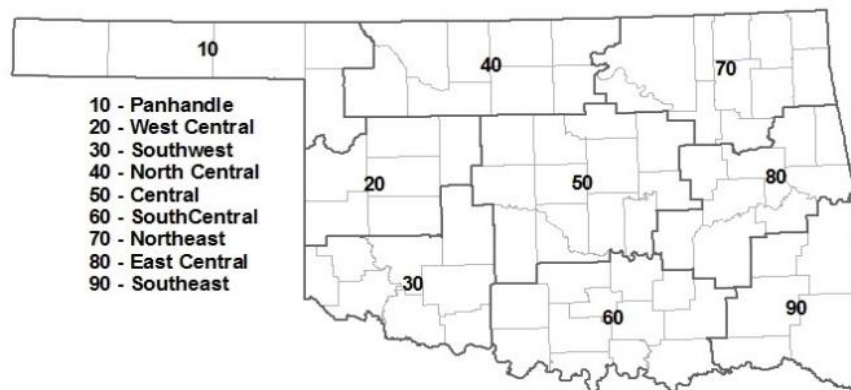 10
40
70
10 - Panhandle
20 - West Central
30 - Southwest
40 - North Central
50 - Central
60 - SouthCentral
70 - Northeast
80 - East Central
90 - Southeast
20
50
80
30
60
90